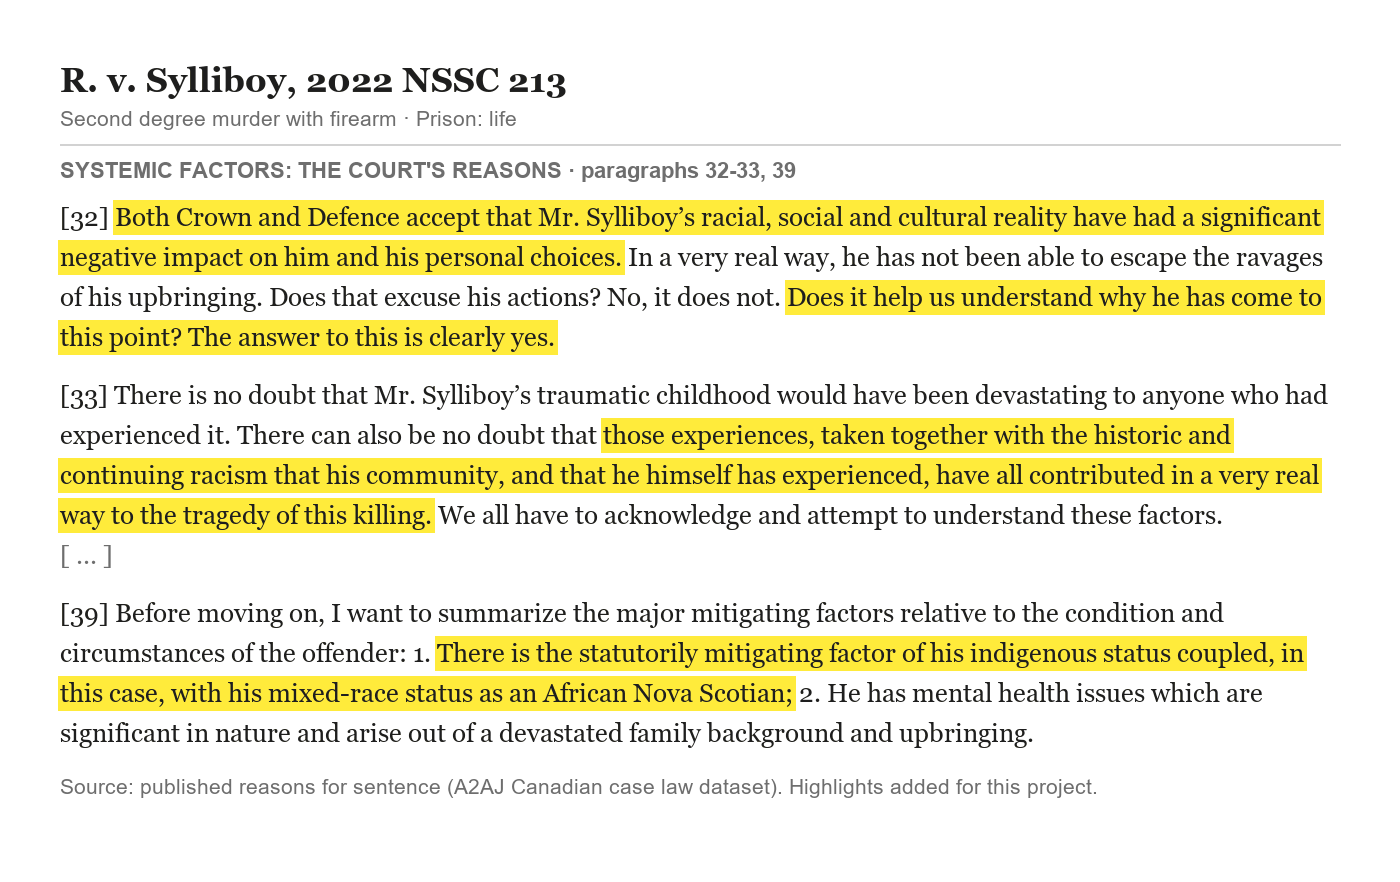 R. v. Sylliboy, 2022 NSSC 213
Second degree murder with firearm · Prison: life
SYSTEMIC FACTORS: THE COURT'S REASONS · paragraphs 32-33, 39
[32] Both Crown and Defence accept that Mr. Sylliboy’s racial, social and cultural reality have had a significant
negative impact on him and his personal choices. In a very real way, he has not been able to escape the ravages
of his upbringing. Does that excuse his actions? No, it does not. Does it help us understand why he has come to
this point? The answer to this is clearly yes.
[33] There is no doubt that Mr. Sylliboy’s traumatic childhood would have been devastating to anyone who had
experienced it. There can also be no doubt that those experiences, taken together with the historic and
continuing racism that his community, and that he himself has experienced, have all contributed in a very real
way to the tragedy of this killing. We all have to acknowledge and attempt to understand these factors.
[ ... ]
[39] Before moving on, I want to summarize the major mitigating factors relative to the condition and
circumstances of the offender: 1. There is the statutorily mitigating factor of his indigenous status coupled, in
this case, with his mixed-race status as an African Nova Scotian; 2. He has mental health issues which are
significant in nature and arise out of a devastated family background and upbringing.
Source: published reasons for sentence (A2AJ Canadian case law dataset). Highlights added for this project.